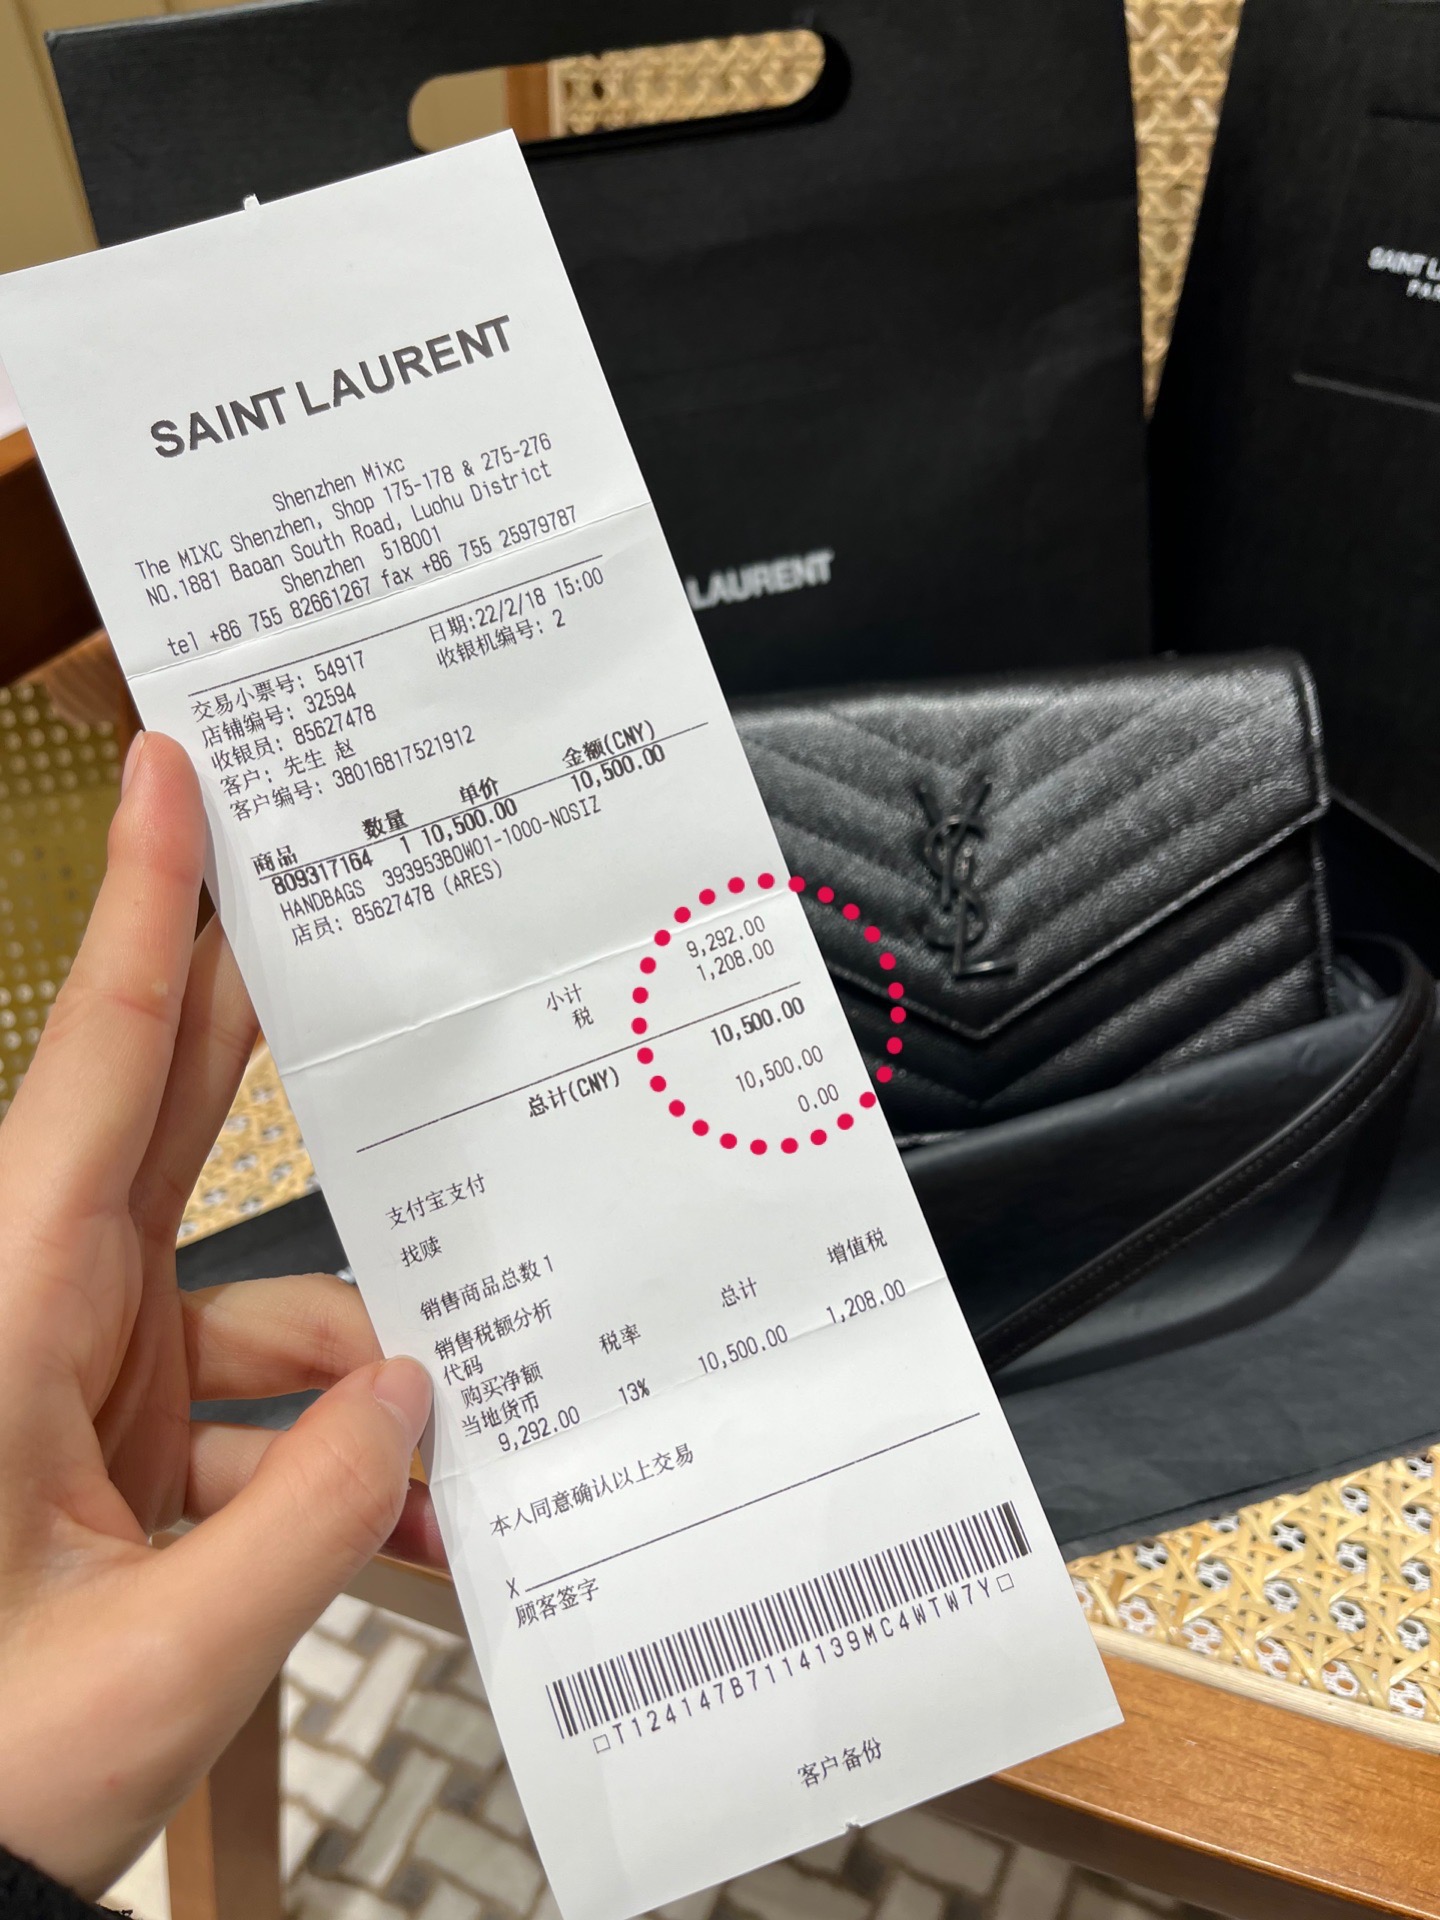 SAINT LAURENT
Shenzhen Mixc
The MIXC Shenzhen, Shop 175-178 & 275-276
NO.1881 Baoan South Road, Luohu District
Shenzhen 518001
tel +86 755 82661267 fax +86 755 25979787
交易小票号: 54917 日期:22/2/18 15:00
店铺编号: 32594 收银机编号: 2
收银员: 85627478
客户: 先生 赵
客户编号: 38016817521912
商品 数量 单价 金额(CNY)
809317164 1 10,500.00 10,500.00
HANDBAGS 393953BOW01-1000-NOSIZ
店员: 85627478 (ARES)
小计 9,292.00
税 1,208.00
总计(CNY) 10,500.00
支付宝支付 10,500.00
找赎 0.00
销售商品总数 1
销售税额分析
代码 税率 总计 增值税
购买净额
当地货币
9,292.00 13% 10,500.00 1,208.00
本人同意确认以上交易
X
顾客签字
T124147B7114139MC4WTW7Y
客户备份
LAURENT
SAINT L
PAR
YSL